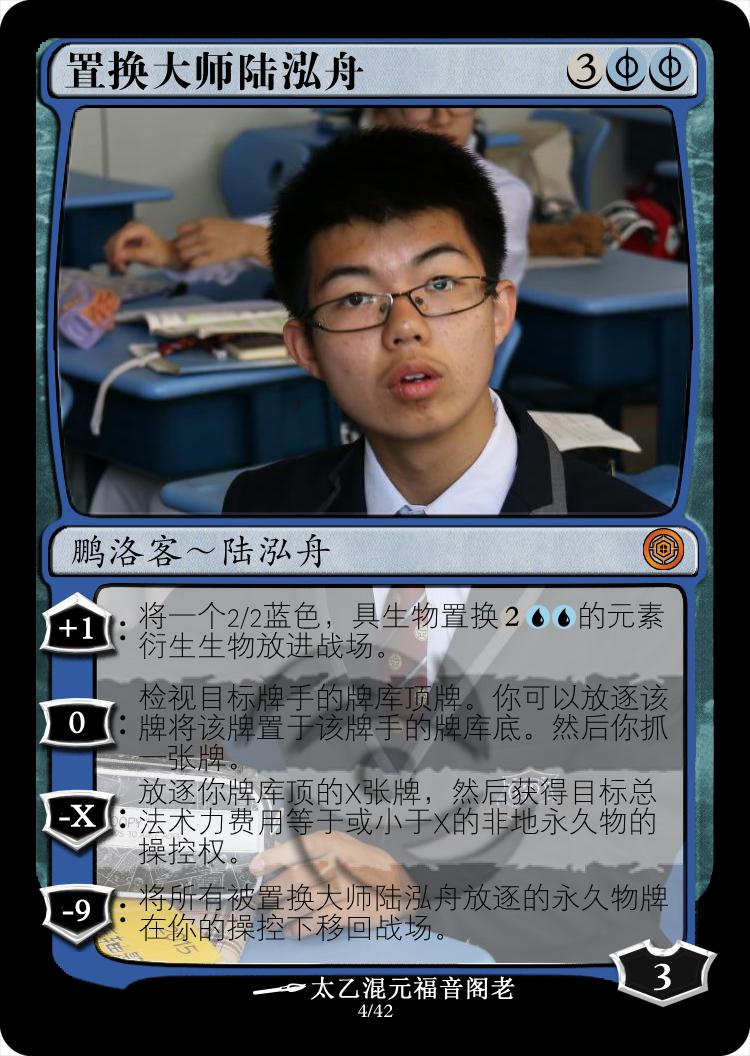 置换大师陆泓舟 3
鹏洛客～陆泓舟
+1 : 将一个2/2蓝色，具生物置换2的元素
衍生生物放进战场。
0 : 检视目标牌手的牌库顶牌。你可以放逐该
牌将该牌置于该牌手的牌库底。然后你抓
一张牌。
-X : 放逐你牌库顶的X张牌，然后获得目标总
法术力费用等于或小于X的非地永久物的
操控权。
-9 : 将所有被置换大师陆泓舟放逐的永久物牌
在你的操控下移回战场。
3
太乙混元福音阁老
4/42